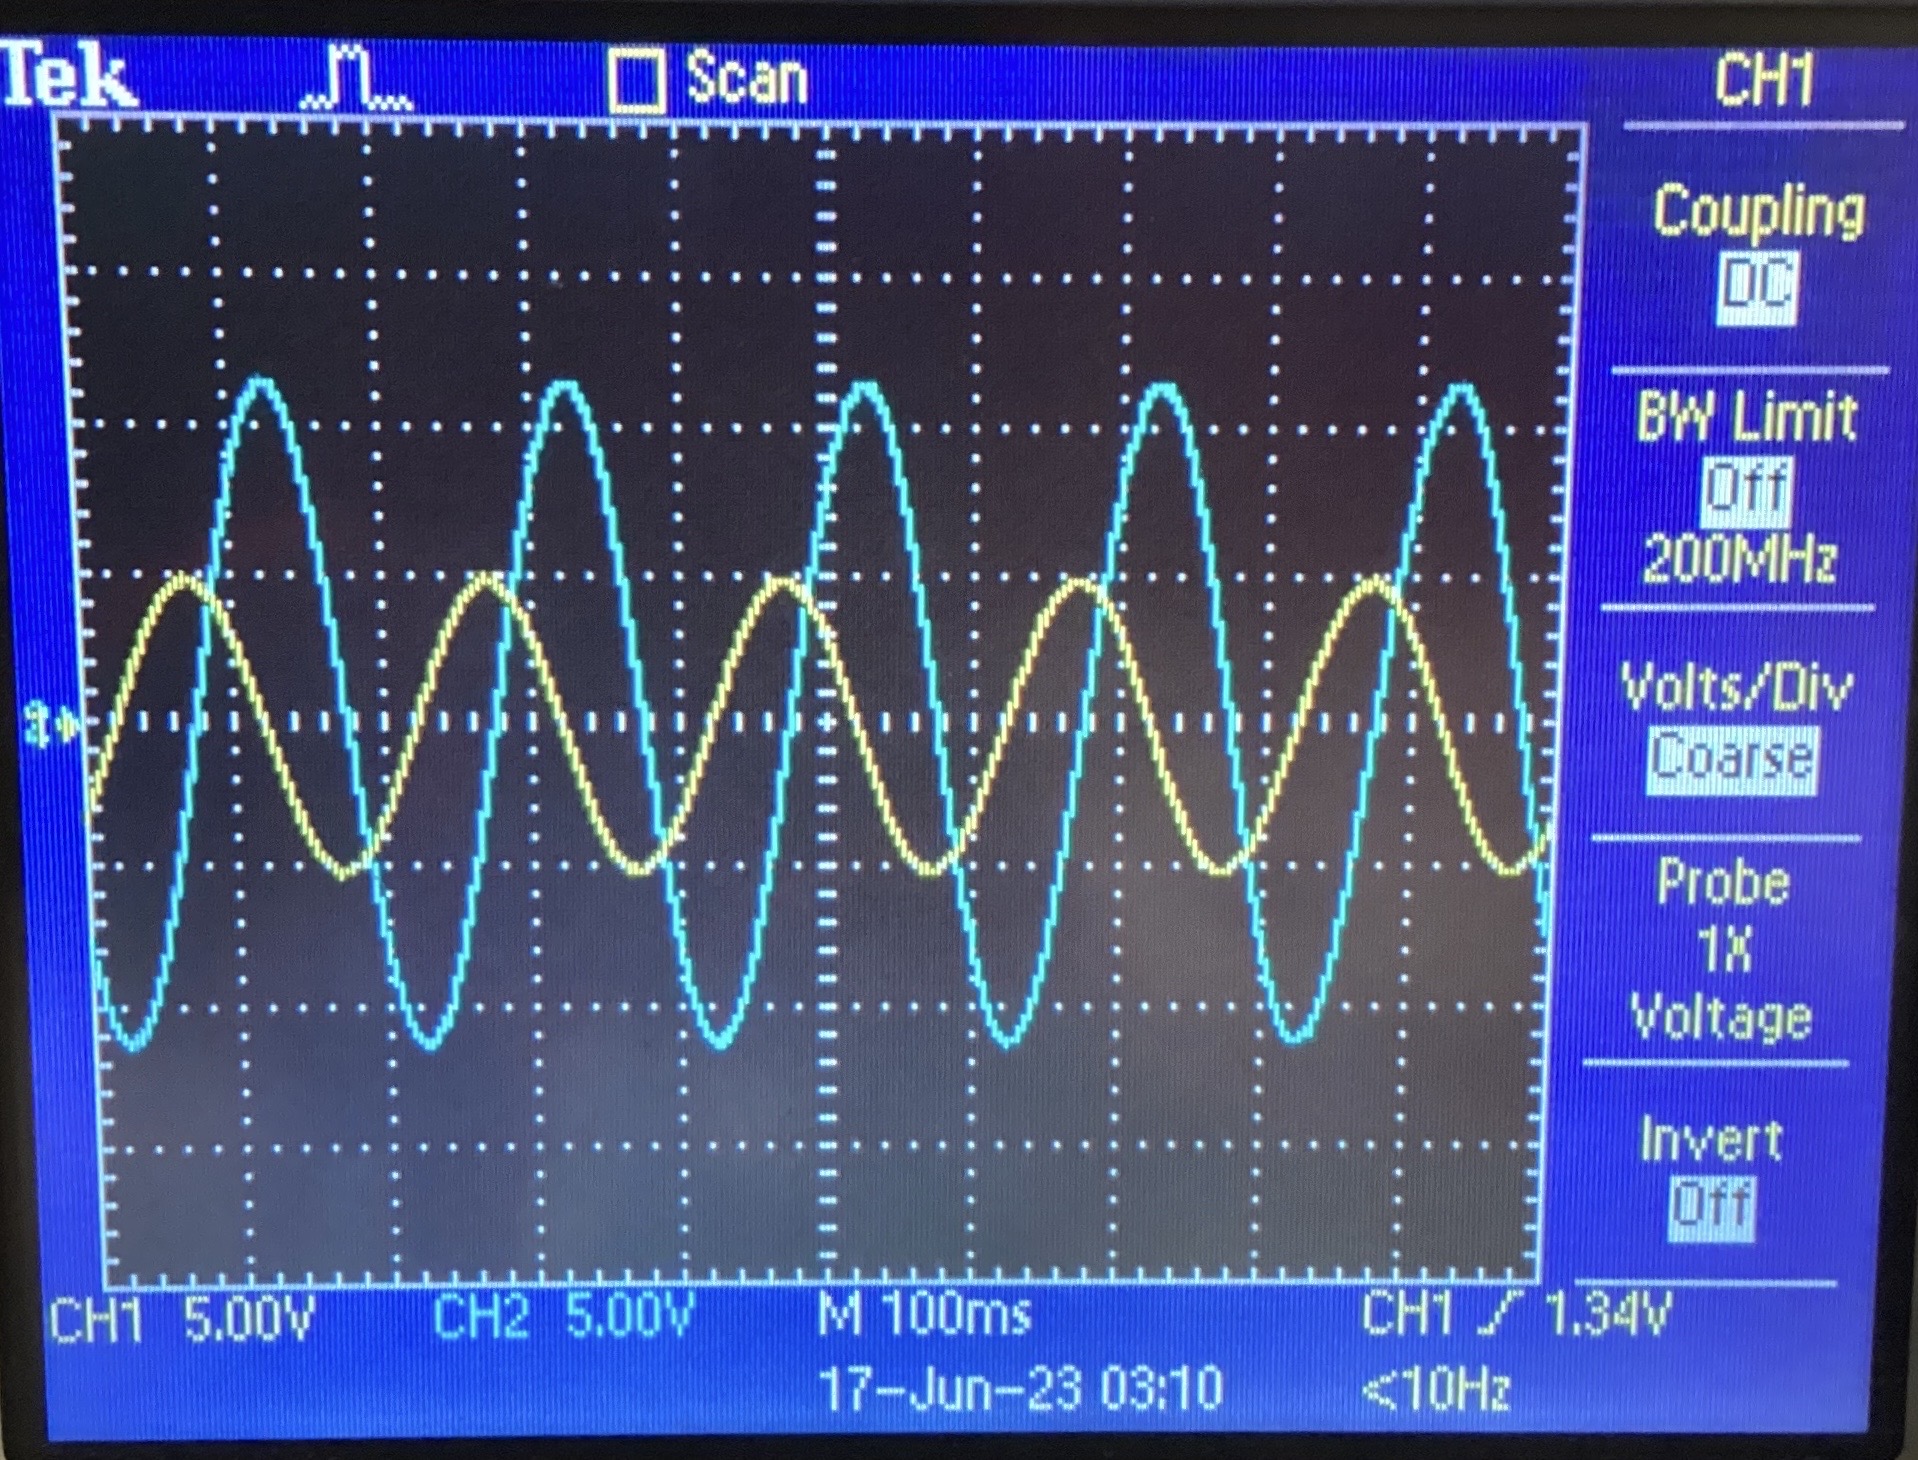 Tek
Scan
CH1
Coupling
DC
BW Limit
Off
200MHz
Volts/Div
Coarse
Probe
1X
Voltage
Invert
Off
CH1 5.00V CH2 5.00V M 100ms CH1 1.34V
17-Jun-23 03:10 <10Hz